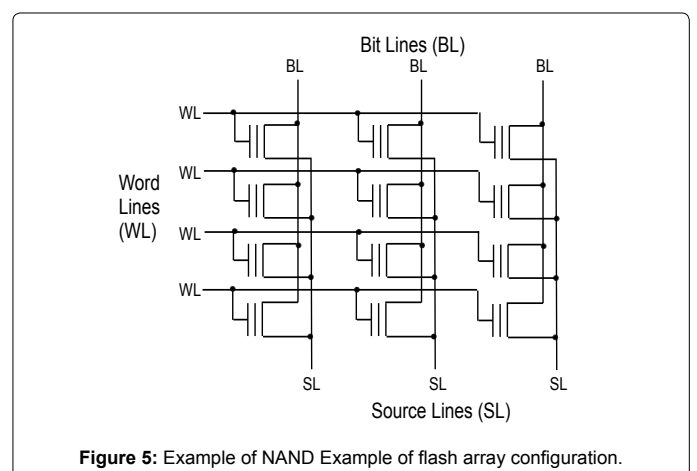 Bit Lines (BL)
BL BL BL
WL
WL
Word
Lines
(WL)
WL
WL
SL SL SL
Source Lines (SL)
Figure 5: Example of NAND Example of flash array configuration.